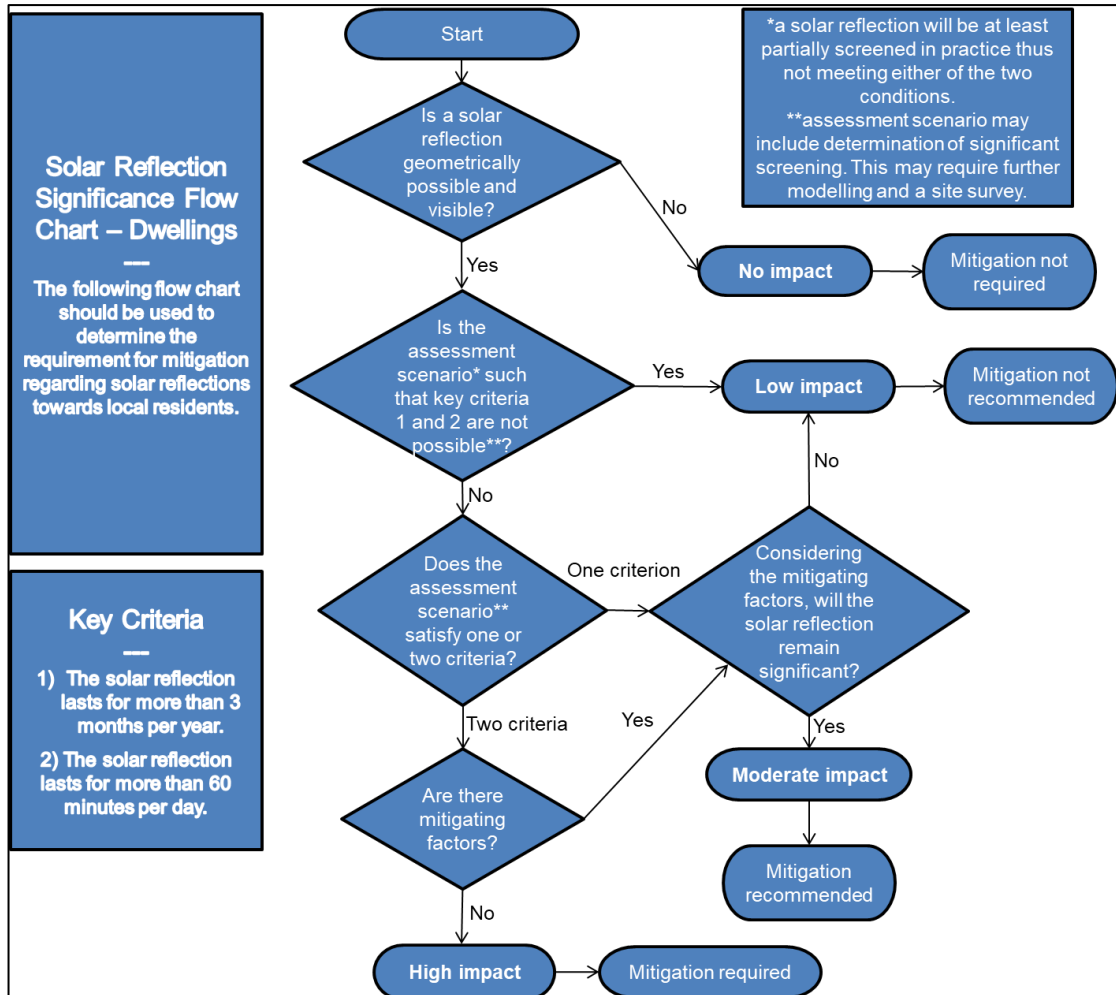 Solar Reflection
Significance Flow
Chart – Dwellings
---
The following flow chart
should be used to
determine the
requirement for mitigation
regarding solar reflections
towards local residents.
Key Criteria
---
1) The solar reflection
lasts for more than 3
months per year.
2) The solar reflection
lasts for more than 60
minutes per day.
Start
*a solar reflection will be at least
partially screened in practice thus
not meeting either of the two
conditions.
**assessment scenario may
include determination of significant
screening. This may require further
modelling and a site survey.
Is a solar
reflection
geometrically
possible and
visible?
No
No impact
Mitigation not
required
Yes
Is the
assessment
scenario* such
that key criteria
1 and 2 are not
possible**?
Yes
Low impact
Mitigation not
recommended
No
No
Does the
assessment
scenario**
satisfy one or
two criteria?
One criterion
Considering
the mitigating
factors, will the
solar reflection
remain
significant?
Two criteria
Yes
Yes
Are there
mitigating
factors?
Moderate impact
Mitigation
recommended
No
High impact
Mitigation required